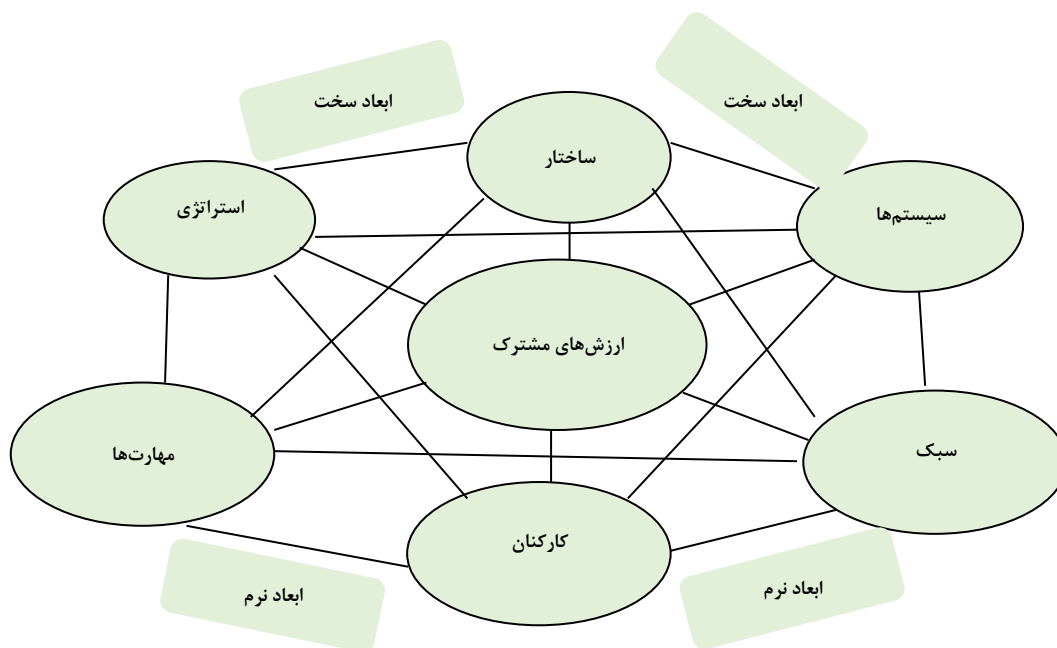 ابعاد سخت
ابعاد سخت
ساختار
سیستم‌ها
استراتژی
ارزش‌های مشترک
سبک
مهارت‌ها
کارکنان
ابعاد نرم
ابعاد نرم